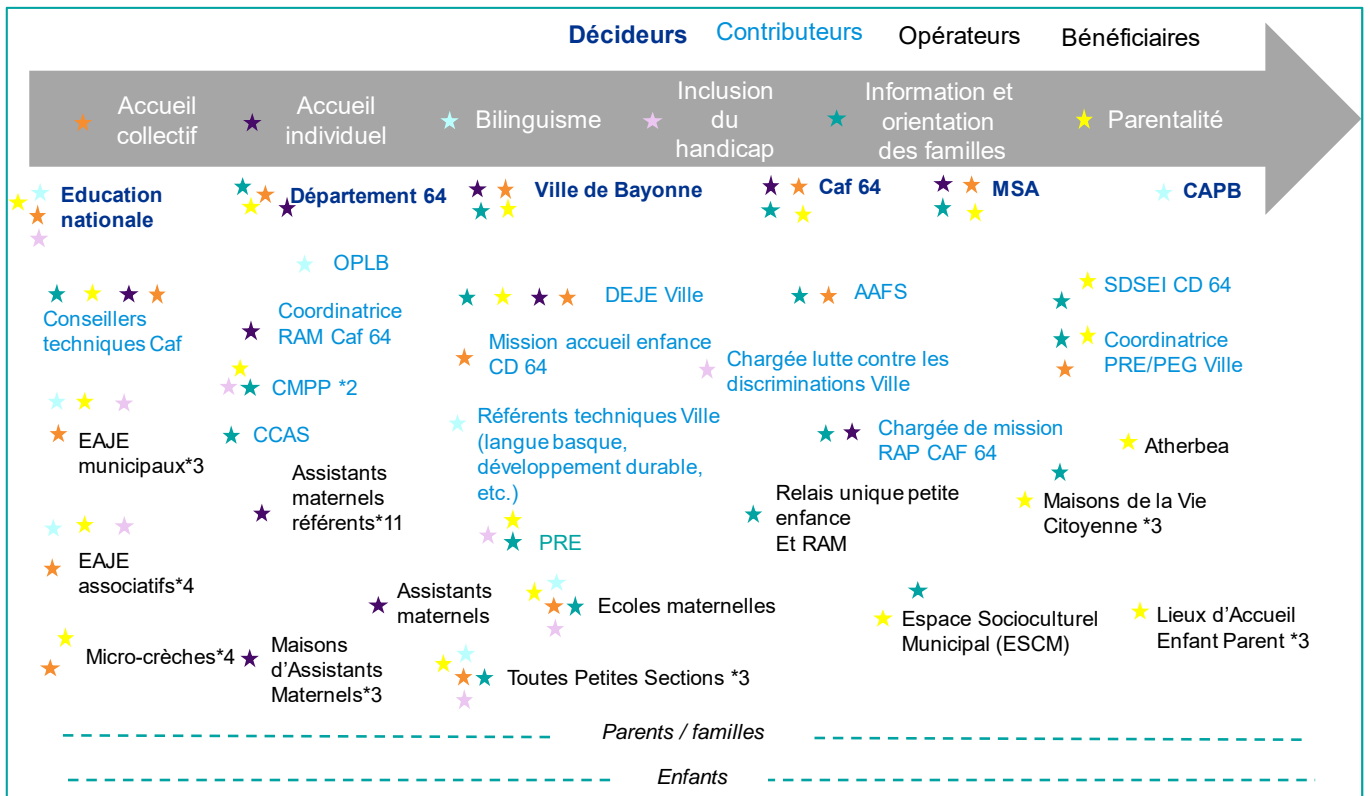 Décideurs Contributeurs Opérateurs Bénéficiaires
Accueil
collectif
Accueil
individuel
Bilinguisme
Inclusion
du
handicap
Information et
orientation
des familles
Parentalité
Education
nationale
Département 64
Ville de Bayonne
Caf 64
MSA
CAPB
OPLB
Conseillers
techniques Caf
Coordinatrice
RAM Caf 64
DEJE Ville
AAFS
SDSEI CD 64
Mission accueil enfance
CD 64
Chargée lutte contre les
discriminations Ville
Coordinatrice
PRE/PEG Ville
CMPP *2
EAJE
municipaux*3
CCAS
Référents techniques Ville
(langue basque,
développement durable,
etc.)
Chargée de mission
RAP CAF 64
Atherbea
Assistants
maternels
référents*11
Relais unique petite
enfance
Et RAM
Maisons de la Vie
Citoyenne *3
EAJE
associatifs*4
PRE
Assistants
maternels
Ecoles maternelles
Espace Socioculturel
Municipal (ESCM)
Lieux d'Accueil
Enfant Parent *3
Micro-crèches*4
Maisons
d'Assistants
Maternels*3
Toutes Petites Sections *3
Parents / familles
Enfants